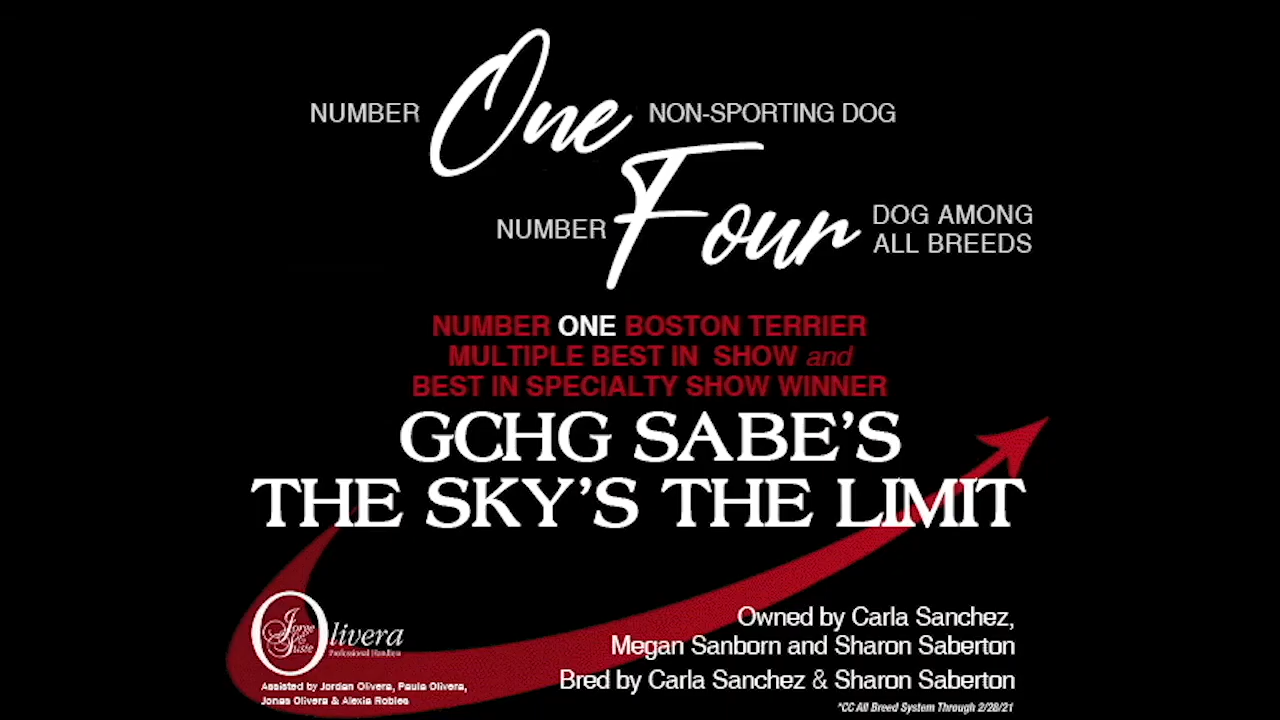 NUMBER One NON-SPORTING DOG
NUMBER Four DOG AMONG
ALL BREEDS
NUMBER ONE BOSTON TERRIER
MULTIPLE BEST IN SHOW and
BEST IN SPECIALTY SHOW WINNER
GCHG SABE'S
THE SKY'S THE LIMIT
Jorge & Susie Olivera
Professional Handlers
Assisted by Jordan Olivera, Paula Olivera,
Jonas Olivera & Alexia Robles
Owned by Carla Sanchez,
Megan Sanborn and Sharon Saberton
Bred by Carla Sanchez & Sharon Saberton
*CC All Breed System Through 2/28/21